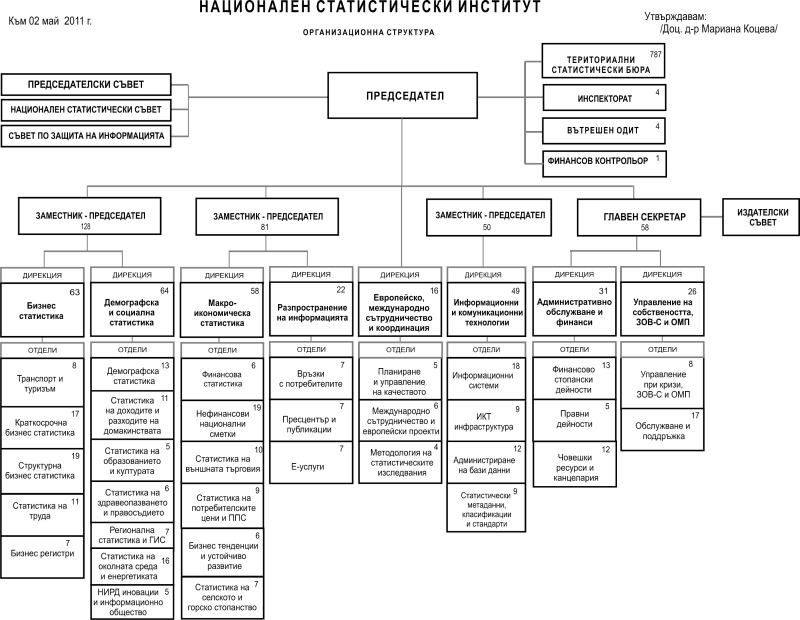 НАЦИОНАЛЕН СТАТИСТИЧЕСКИ ИНСТИТУТ
Към 02 май 2011 г.
Утвърждавам:
/Доц. д-р Мариана Коцева/
ОРГАНИЗАЦИОННА СТРУКТУРА
ПРЕДСЕДАТЕЛСКИ СЪВЕТ
НАЦИОНАЛЕН СТАТИСТИЧЕСКИ СЪВЕТ
СЪВЕТ ПО ЗАЩИТА НА ИНФОРМАЦИЯТА
ПРЕДСЕДАТЕЛ
787
ТЕРИТОРИАЛНИ
СТАТИСТИЧЕСКИ БЮРА
4
ИНСПЕКТОРАТ
4
ВЪТРЕШЕН ОДИТ
ФИНАНСОВ КОНТРОЛЬОР 1
ЗАМЕСТНИК - ПРЕДСЕДАТЕЛ
128
ЗАМЕСТНИК - ПРЕДСЕДАТЕЛ
81
ЗАМЕСТНИК - ПРЕДСЕДАТЕЛ
50
ГЛАВЕН СЕКРЕТАР
58
ИЗДАТЕЛСКИ
СЪВЕТ
ДИРЕКЦИЯ
63
Бизнес
статистика
ОТДЕЛИ
8
Транспорт и
туризъм
17
Краткосрочна
бизнес статистика
19
Структурна
бизнес статистика
11
Статистика на
труда
7
Бизнес регистри
ДИРЕКЦИЯ
64
Демографска
и социална
статистика
ОТДЕЛИ
13
Демографска
статистика
Статистика
11
на доходите и
разходите на
домакинствата
5
Статистика на
образованието
и културата
Статистика на 6
здравеопазването
и правосъдието
Регионална 7
статистика и ГИС
Статистика на
16
околната среда
и енергетиката
НИРД иновации 5
и информационно
общество
ДИРЕКЦИЯ
58
Макро-
икономическа
статистика
ОТДЕЛИ
6
Финансова
статистика
19
Нефинансови
национални
сметки
10
Статистика на
външната търговия
9
Статистика на
потребителските
цени и ППС
6
Бизнес тенденции
и устойчиво
развитие
7
Статистика на
селското и
горско стопанство
ДИРЕКЦИЯ
22
Разпространение
на информацията
ОТДЕЛИ
7
Връзки
с потребителите
7
Пресцентър и
публикации
7
Е-услуги
ДИРЕКЦИЯ
16
Европейско,
международно
сътрудничество
и координация
ОТДЕЛИ
5
Планиране
и управление
на качеството
6
Международно
сътрудничество и
европейски проекти
4
Методология на
статистическите
изследвания
ДИРЕКЦИЯ
49
Информационни
и комуникационни
технологии
ОТДЕЛИ
18
Информационни
системи
9
ИКТ
инфраструктура
12
Администриране
на бази данни
9
Статистически
метаданни,
класификации
и стандарти
ДИРЕКЦИЯ
31
Административно
обслужване и
финанси
ОТДЕЛИ
13
Финансово
стопански
дейности
5
Правни
дейности
12
Човешки
ресурси и
канцелария
ДИРЕКЦИЯ
26
Управление на
собствеността,
ЗОВ-С и ОМП
ОТДЕЛИ
8
Управление
при кризи,
ЗОВ-С и ОМП
17
Обслужване и
поддръжка